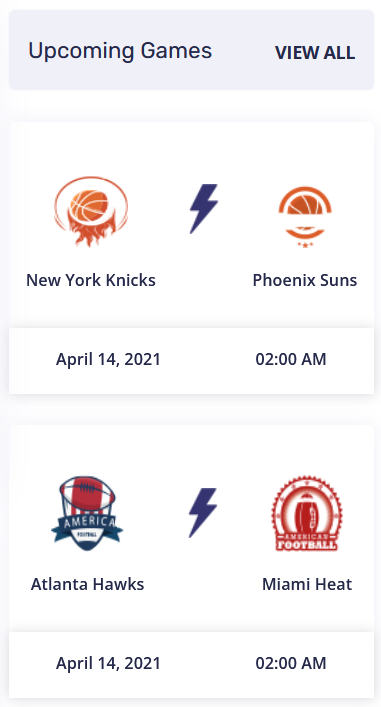 Upcoming Games VIEW ALL
New York Knicks Phoenix Suns
April 14, 2021 02:00 AM
AMERICA
FOOTBALL
AMERICAN
FOOTBALL
Atlanta Hawks Miami Heat
April 14, 2021 02:00 AM